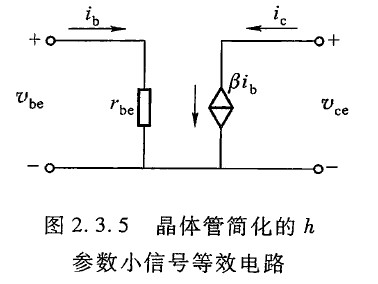 i_b i_c
+ +
βi_b
v_be r_be v_ce
− −
图 2.3.5 晶体管简化的 h
参数小信号等效电路